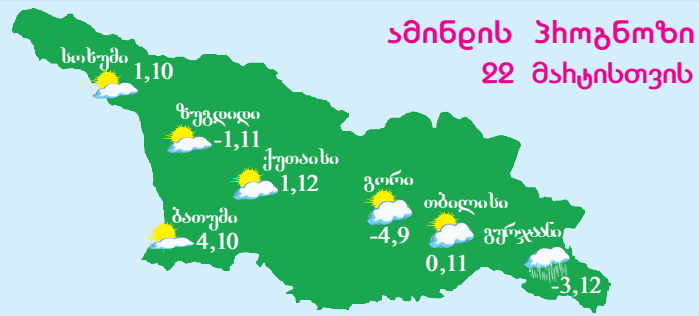 ამინდის პროგნოზი
22 მარტისთვის
სოხუმი
1,10
ზუგდიდი
-1,11
ქუთაისი
1,12
გორი
-4,9
თბილისი
0,11
გურჯაანი
-3,12
ბათუმი
4,10